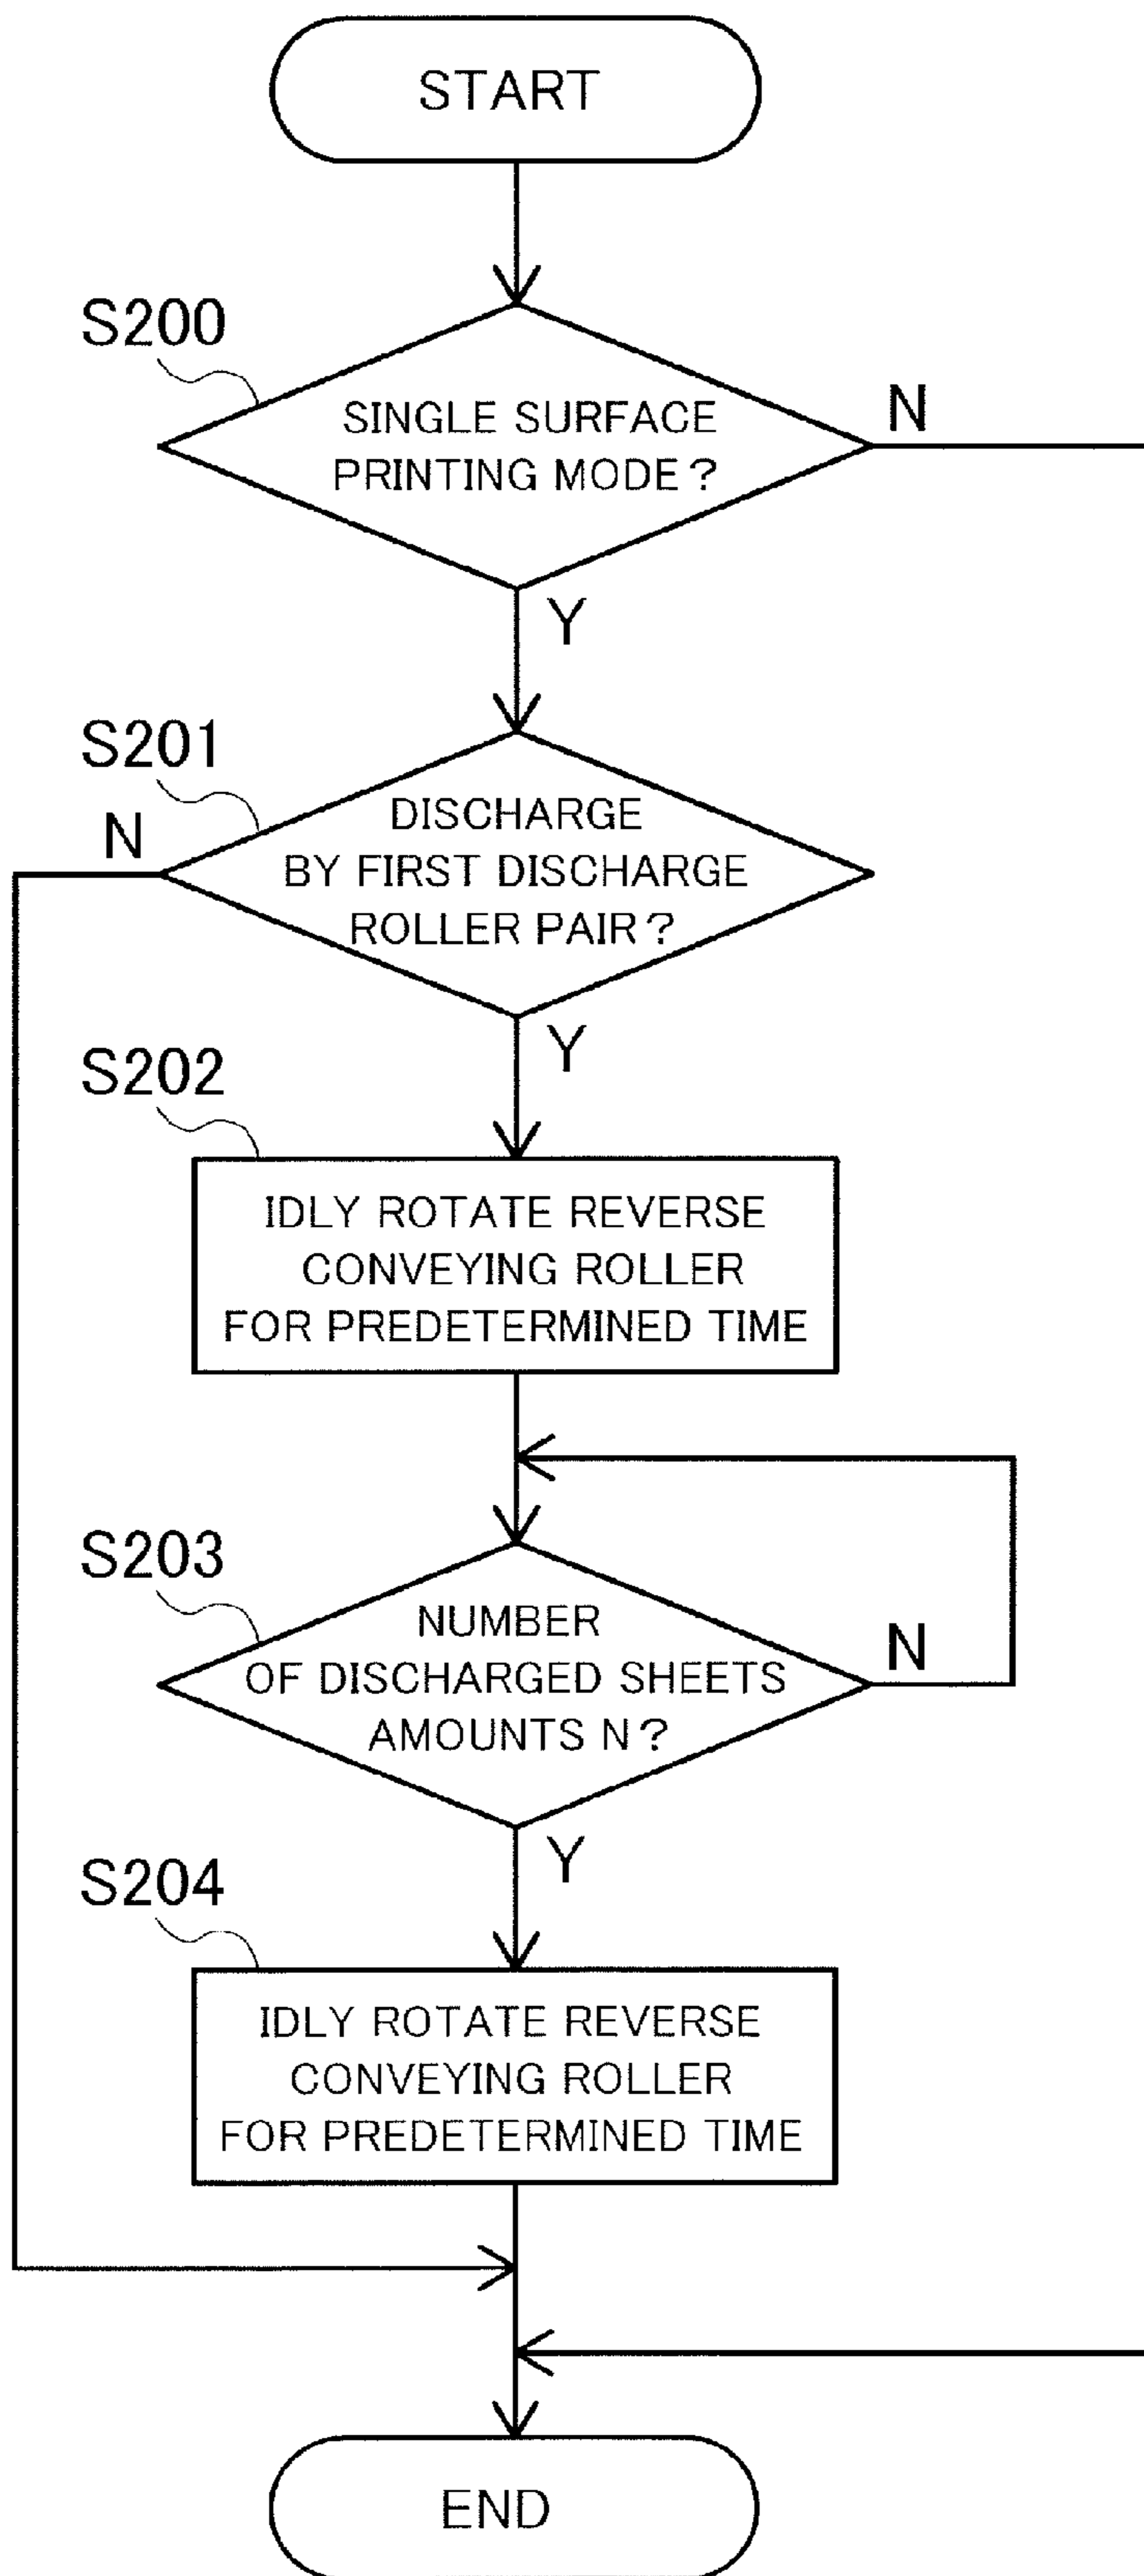 START
S200
SINGLE SURFACE
PRINTING MODE?
N
Y
S201
N
DISCHARGE
BY FIRST DISCHARGE
ROLLER PAIR?
Y
S202
IDLY ROTATE REVERSE
CONVEYING ROLLER
FOR PREDETERMINED TIME
S203
NUMBER
OF DISCHARGED SHEETS
AMOUNTS N?
N
Y
S204
IDLY ROTATE REVERSE
CONVEYING ROLLER
FOR PREDETERMINED TIME
END